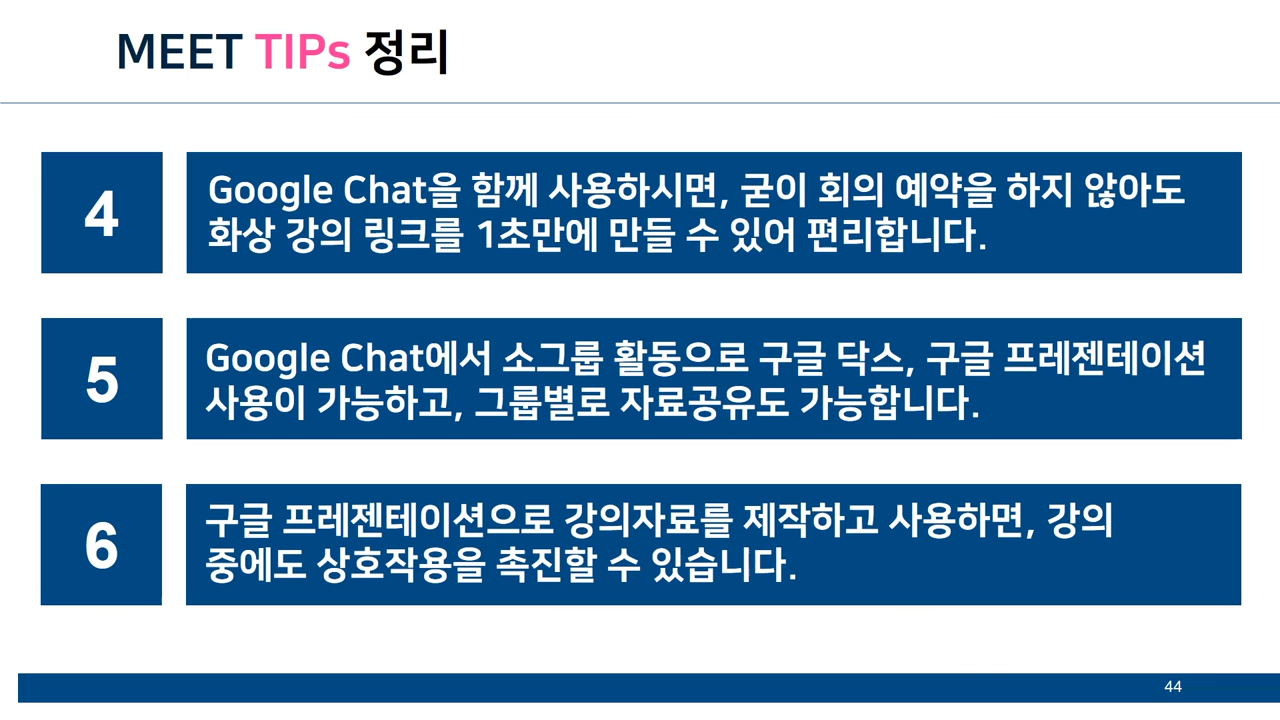 MEET TIPs 정리
4
Google Chat을 함께 사용하시면, 굳이 회의 예약을 하지 않아도
화상 강의 링크를 1초만에 만들 수 있어 편리합니다.
5
Google Chat에서 소그룹 활동으로 구글 닥스, 구글 프레젠테이션
사용이 가능하고, 그룹별로 자료공유도 가능합니다.
6
구글 프레젠테이션으로 강의자료를 제작하고 사용하면, 강의
중에도 상호작용을 촉진할 수 있습니다.
44